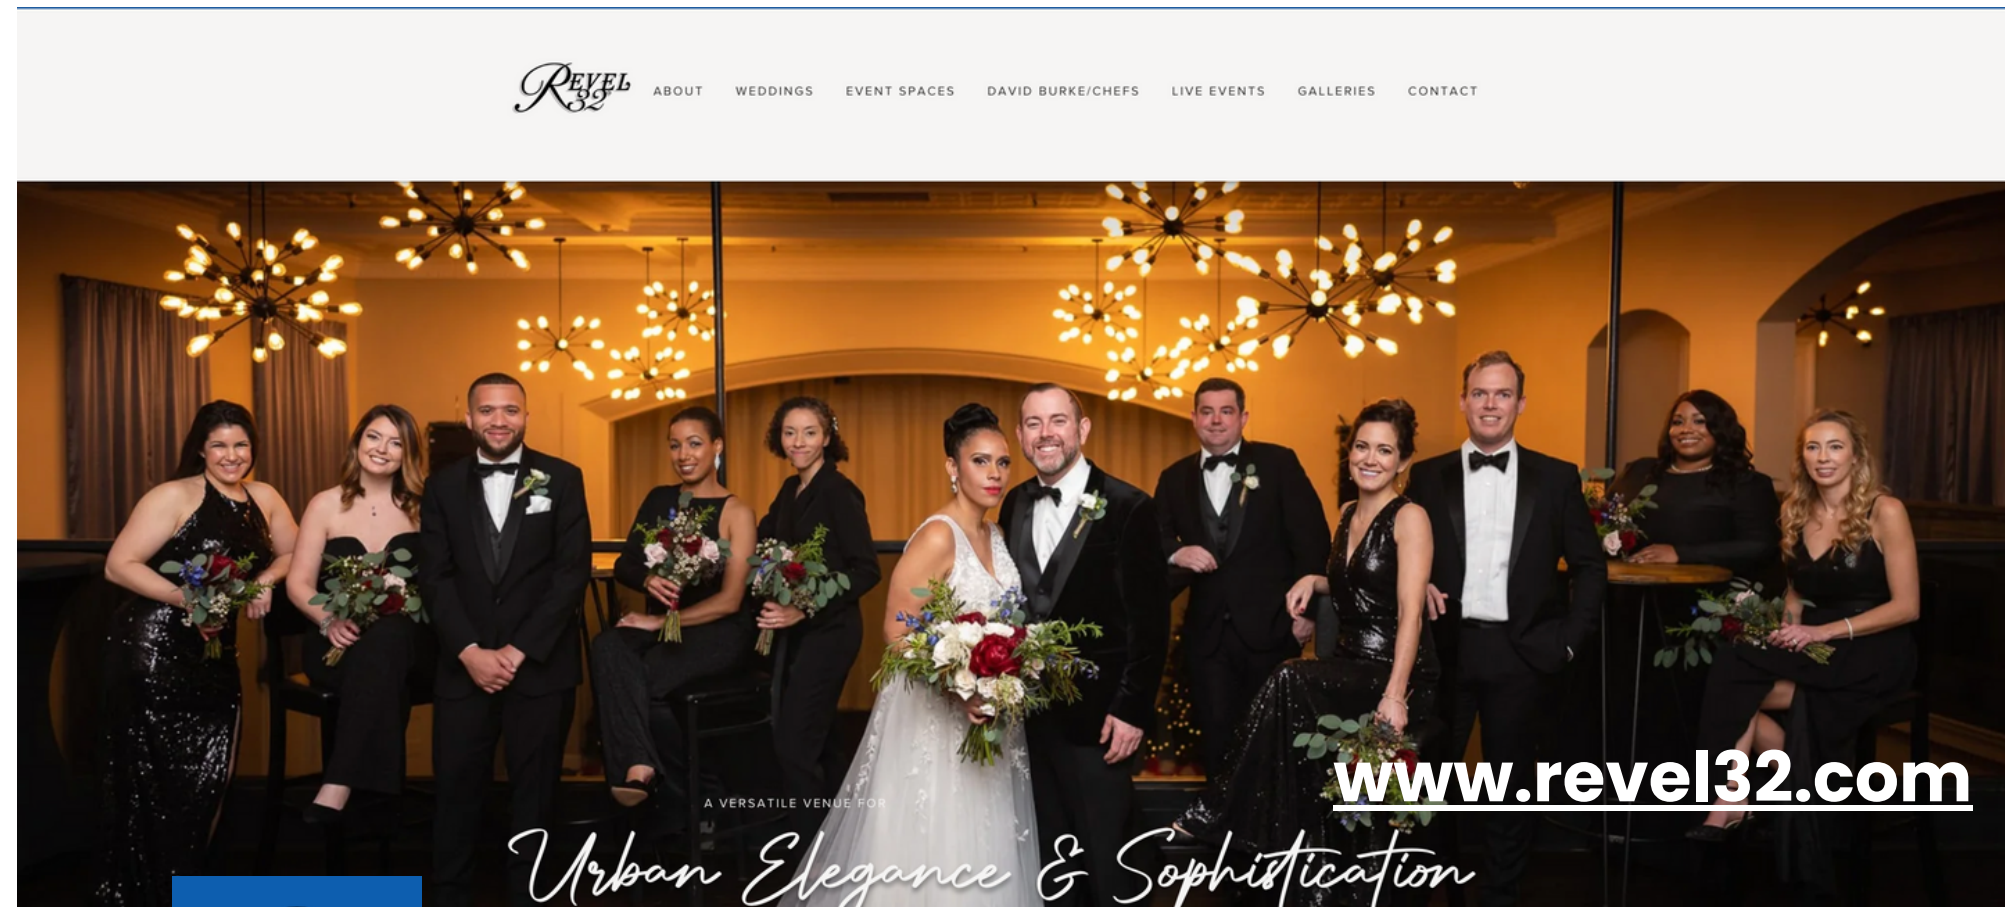 REVEL 32
ABOUT WEDDINGS EVENT SPACES DAVID BURKE/CHEFS LIVE EVENTS GALLERIES CONTACT
www.revel32.com
A VERSATILE VENUE FOR
Urban Elegance & Sophistication